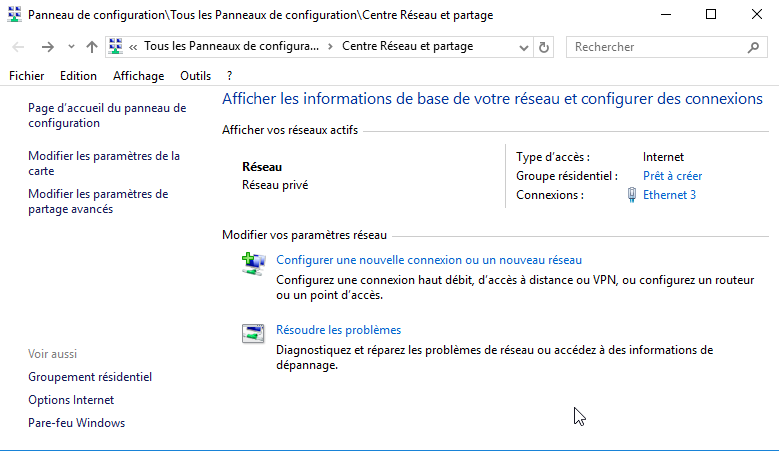 Panneau de configuration\Tous les Panneaux de configuration\Centre Réseau et partage
« Tous les Panneaux de configura... > Centre Réseau et partage
Rechercher
Fichier Edition Affichage Outils ?
Page d'accueil du panneau de
configuration
Modifier les paramètres de la
carte
Modifier les paramètres de
partage avancés
Voir aussi
Groupement résidentiel
Options Internet
Pare-feu Windows
Afficher les informations de base de votre réseau et configurer des connexions
Afficher vos réseaux actifs
Réseau
Réseau privé
Type d'accès : Internet
Groupe résidentiel : Prêt à créer
Connexions : Ethernet 3
Modifier vos paramètres réseau
Configurer une nouvelle connexion ou un nouveau réseau
Configurez une connexion haut débit, d'accès à distance ou VPN, ou configurez un routeur
ou un point d'accès.
Résoudre les problèmes
Diagnostiquez et réparez les problèmes de réseau ou accédez à des informations de
dépannage.